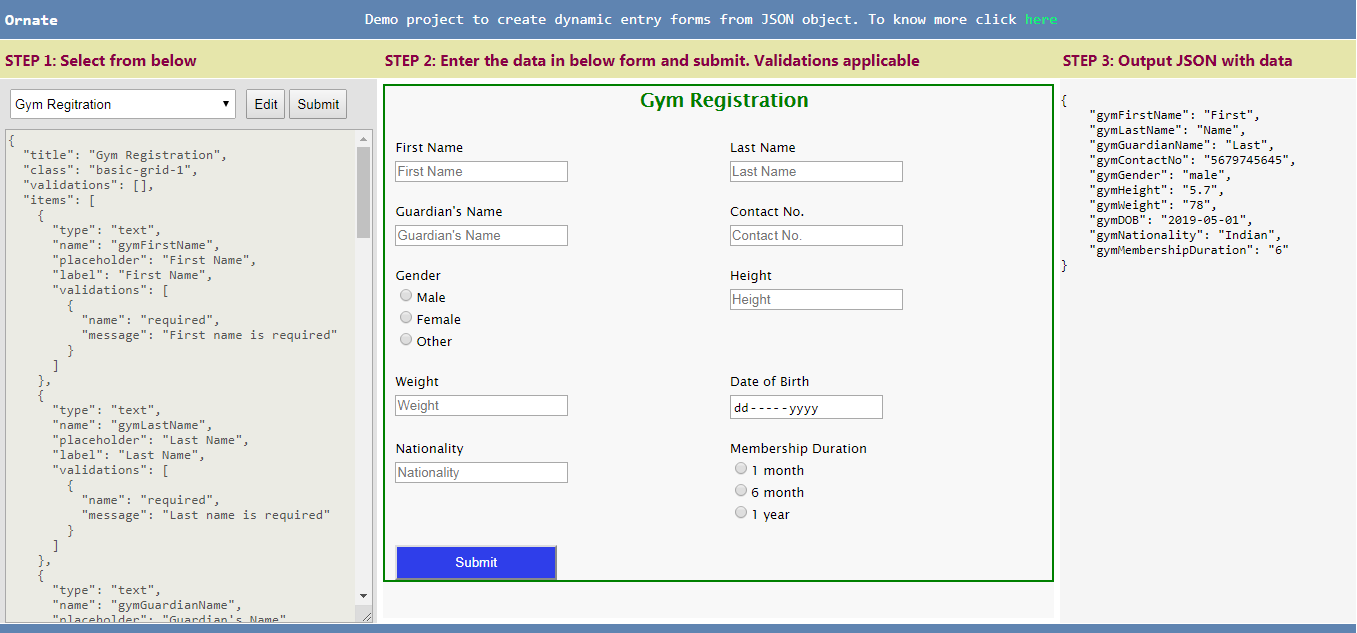 Ornate
Demo project to create dynamic entry forms from JSON object. To know more click here
STEP 1: Select from below
STEP 2: Enter the data in below form and submit. Validations applicable
STEP 3: Output JSON with data
Gym Regitration
Edit
Submit
{
  "title": "Gym Registration",
  "class": "basic-grid-1",
  "validations": [],
  "items": [
    {
      "type": "text",
      "name": "gymFirstName",
      "placeholder": "First Name",
      "label": "First Name",
      "validations": [
        {
          "name": "required",
          "message": "First name is required"
        }
      ]
    },
    {
      "type": "text",
      "name": "gymLastName",
      "placeholder": "Last Name",
      "label": "Last Name",
      "validations": [
        {
          "name": "required",
          "message": "Last name is required"
        }
      ]
    },
    {
      "type": "text",
      "name": "gymGuardianName",
      "placeholder": "Guardian's Name"
Gym Registration
First Name
First Name
Last Name
Last Name
Guardian's Name
Guardian's Name
Contact No.
Contact No.
Gender
Male
Female
Other
Height
Height
Weight
Weight
Date of Birth
dd-----yyyy
Nationality
Nationality
Membership Duration
1 month
6 month
1 year
Submit
{
    "gymFirstName": "First",
    "gymLastName": "Name",
    "gymGuardianName": "Last",
    "gymContactNo": "5679745645",
    "gymGender": "male",
    "gymHeight": "5.7",
    "gymWeight": "78",
    "gymDOB": "2019-05-01",
    "gymNationality": "Indian",
    "gymMembershipDuration": "6"
}